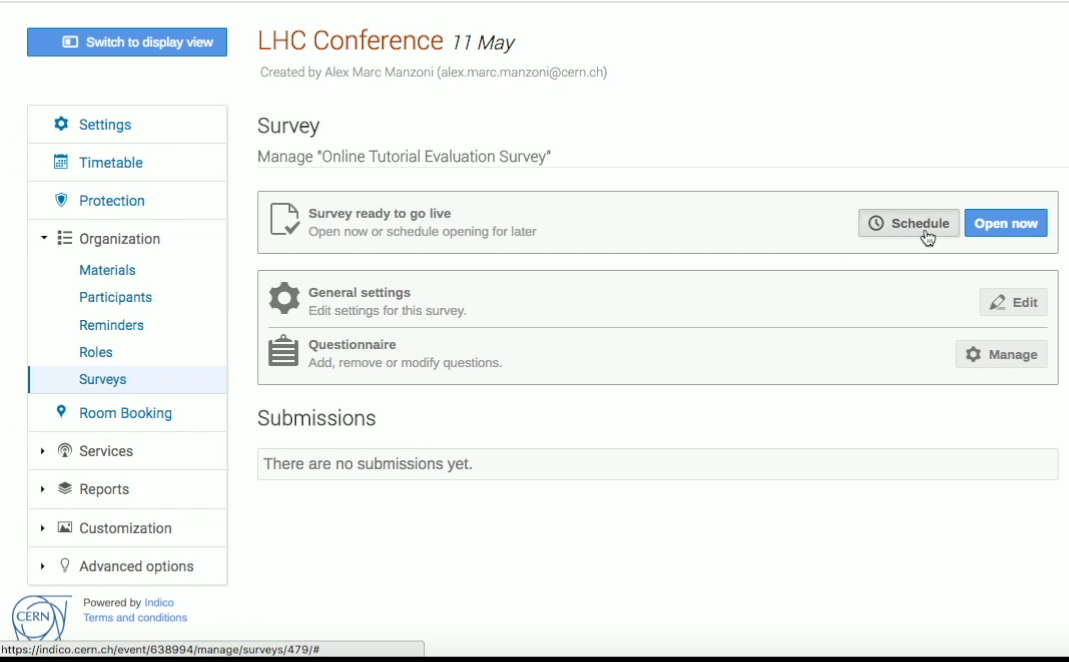 Switch to display view
LHC Conference 11 May
Created by Alex Marc Manzoni (alex.marc.manzoni@cern.ch)
Settings
Timetable
Protection
Organization
Materials
Participants
Reminders
Roles
Surveys
Room Booking
Services
Reports
Customization
Advanced options
Survey
Manage "Online Tutorial Evaluation Survey"
Survey ready to go live
Open now or schedule opening for later
Schedule
Open now
General settings
Edit settings for this survey.
Edit
Questionnaire
Add, remove or modify questions.
Manage
Submissions
There are no submissions yet.
CERN
Powered by Indico
Terms and conditions
https://indico.cern.ch/event/638994/manage/surveys/479/#